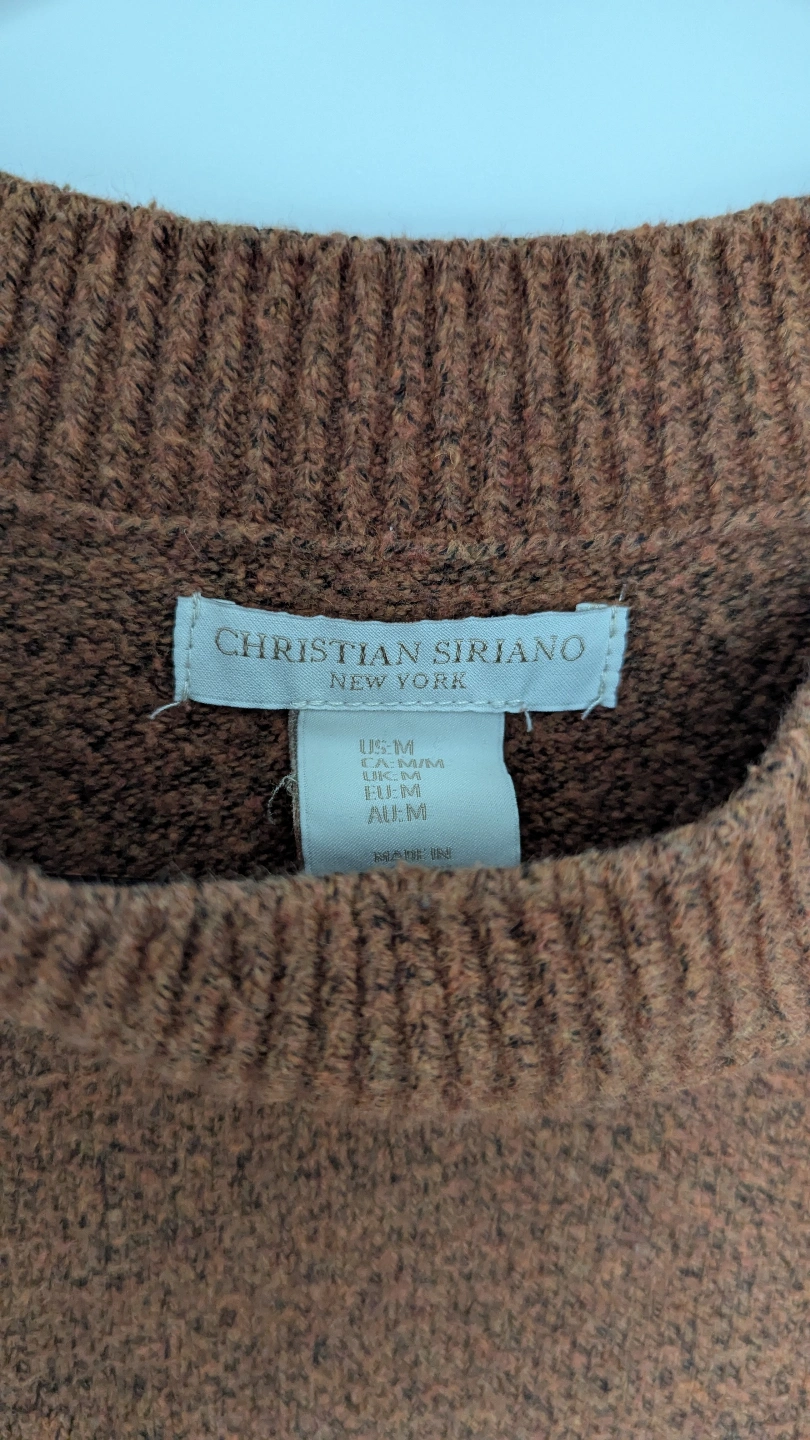 CHRISTIAN SIRIANO
NEW YORK
US:M
CA:M/M
UK:M
EU:M
AU:M
MADE IN